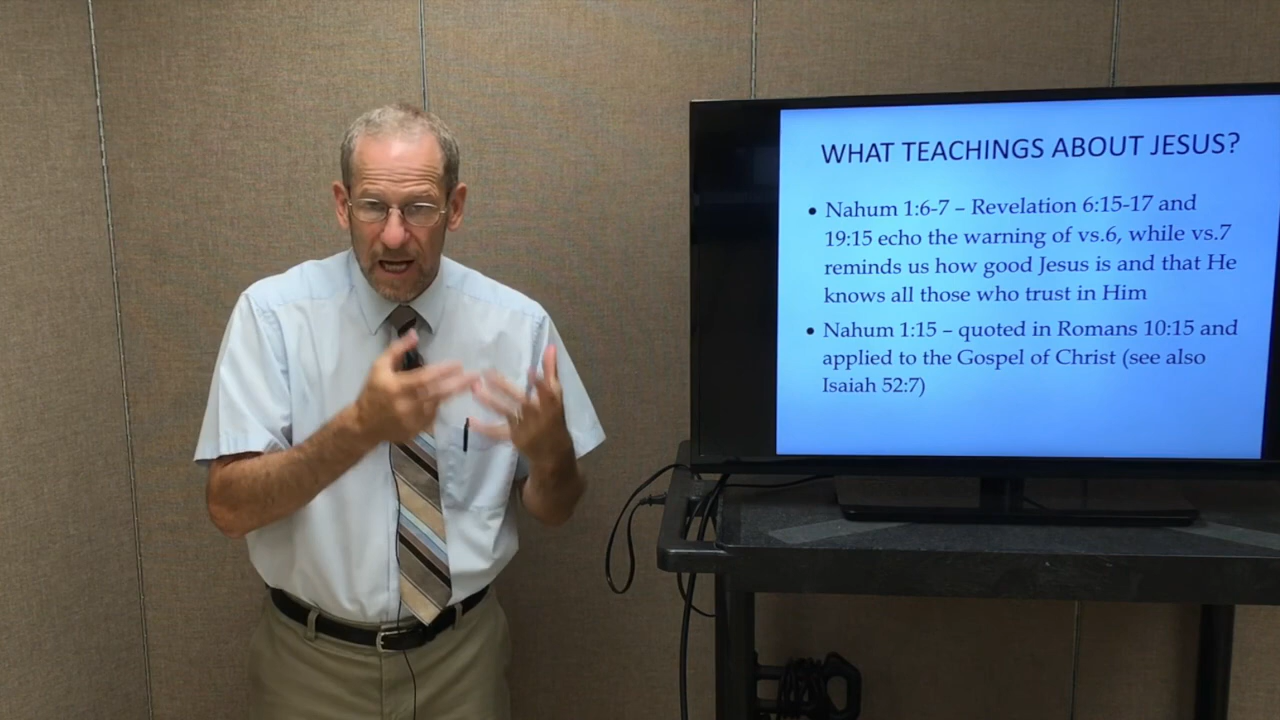 WHAT TEACHINGS ABOUT JESUS?
• Nahum 1:6-7 – Revelation 6:15-17 and
19:15 echo the warning of vs.6, while vs.7
reminds us how good Jesus is and that He
knows all those who trust in Him
• Nahum 1:15 – quoted in Romans 10:15 and
applied to the Gospel of Christ (see also
Isaiah 52:7)